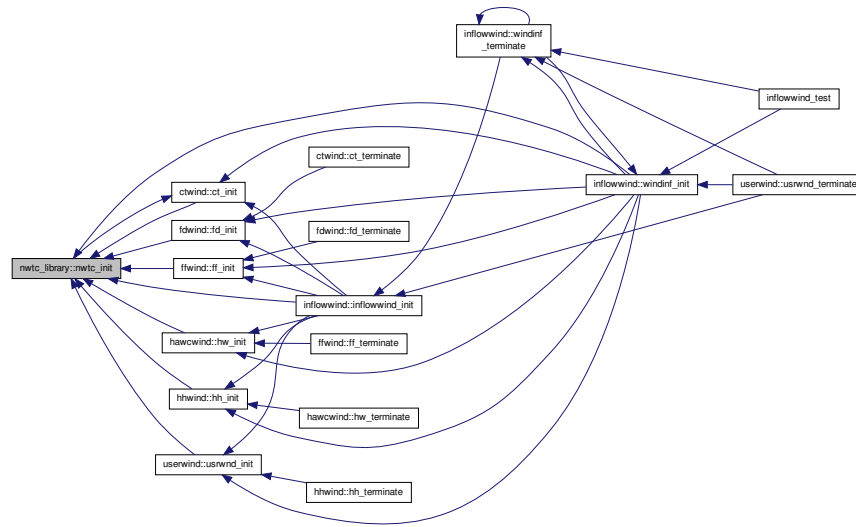 inflowwind::windinf
_terminate
inflowwind_test
ctwind::ct_terminate
ctwind::ct_init
inflowwind::windinf_init
userwind::usrwnd_terminate
fdwind::fd_init
fdwind::fd_terminate
nwtc_library::nwtc_init
ffwind::ff_init
inflowwind::inflowwind_init
hawcwind::hw_init
ffwind::ff_terminate
hhwind::hh_init
hawcwind::hw_terminate
userwind::usrwnd_init
hhwind::hh_terminate